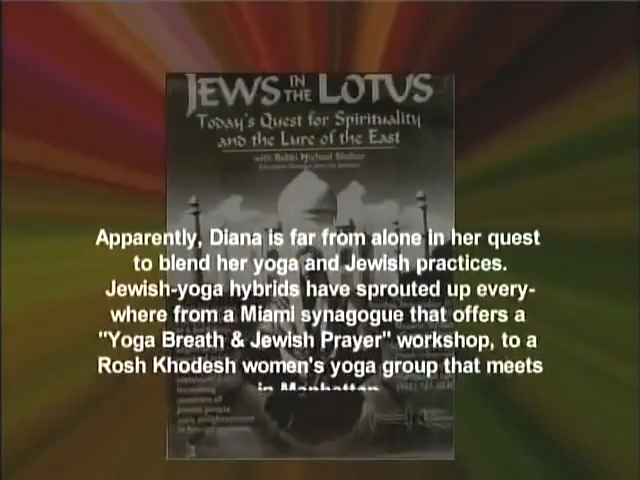 JEWS IN THE LOTUS
Today's Quest for Spirituality
and the Lure of the East
with Rabbi Michael
Apparently, Diana is far from alone in her quest
to blend her yoga and Jewish practices.
Jewish-yoga hybrids have sprouted up every-
where from a Miami synagogue that offers a
"Yoga Breath & Jewish Prayer" workshop, to a
Rosh Khodesh women's yoga group that meets
in Manhattan